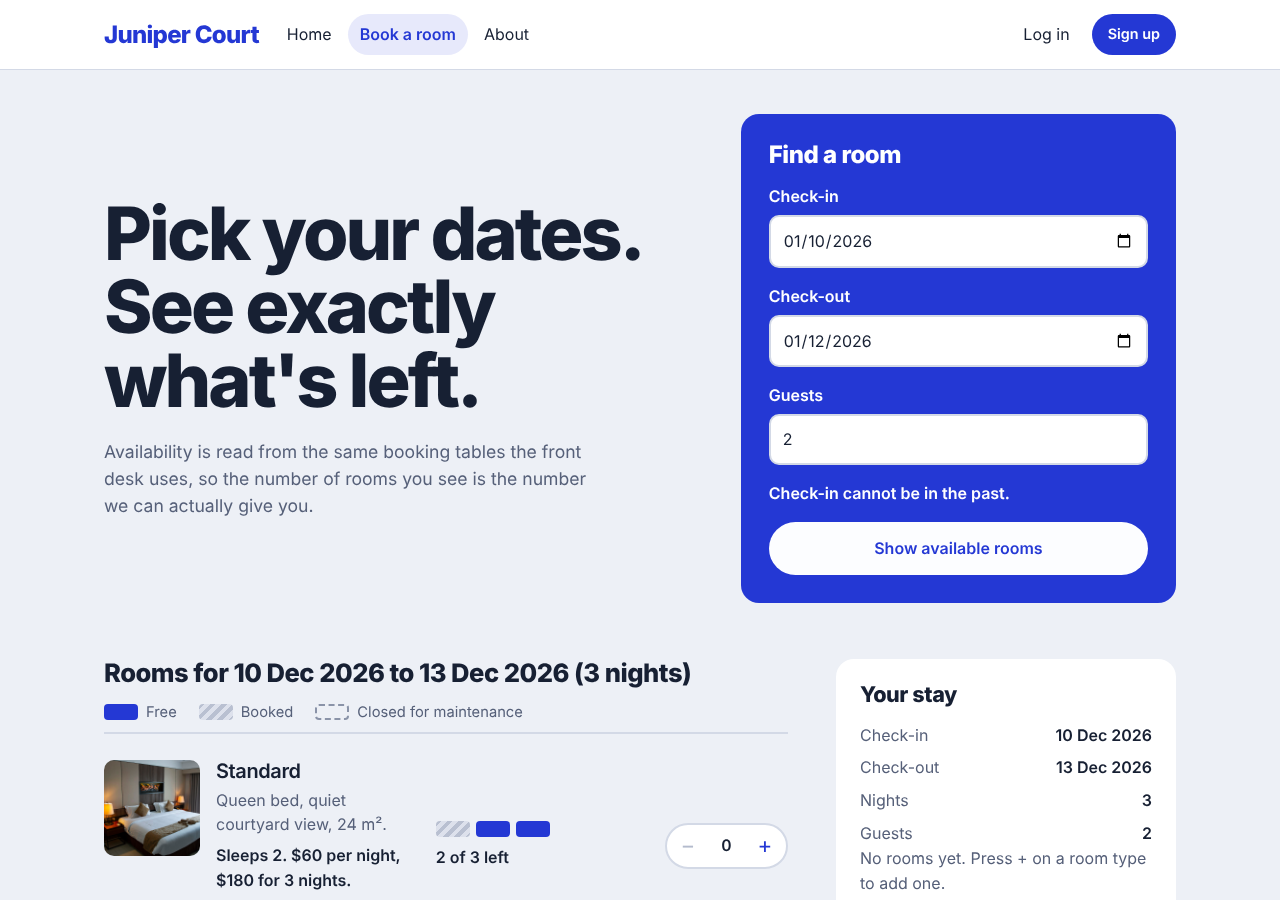 Juniper Court
Home
Book a room
About
Log in
Sign up
Pick your dates.
See exactly
what's left.
Availability is read from the same booking tables the front
desk uses, so the number of rooms you see is the number
we can actually give you.
Find a room
Check-in
01/10/2026
Check-out
01/12/2026
Guests
2
Check-in cannot be in the past.
Show available rooms
Rooms for 10 Dec 2026 to 13 Dec 2026 (3 nights)
Free
Booked
Closed for maintenance
Standard
Queen bed, quiet
courtyard view, 24 m².
Sleeps 2. $60 per night,
$180 for 3 nights.
2 of 3 left
− 0 +
Your stay
Check-in 10 Dec 2026
Check-out 13 Dec 2026
Nights 3
Guests 2
No rooms yet. Press + on a room type
to add one.